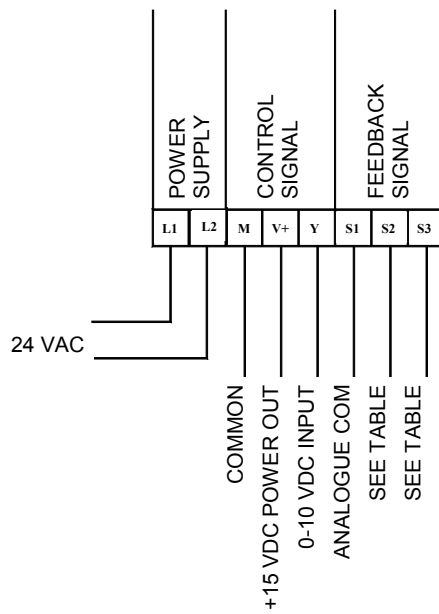 POWER
SUPPLY
CONTROL
SIGNAL
FEEDBACK
SIGNAL
L1 L2 M V+ Y S1 S2 S3
24 VAC
COMMON
+15 VDC POWER OUT
0-10 VDC INPUT
ANALOGUE COM
SEE TABLE
SEE TABLE